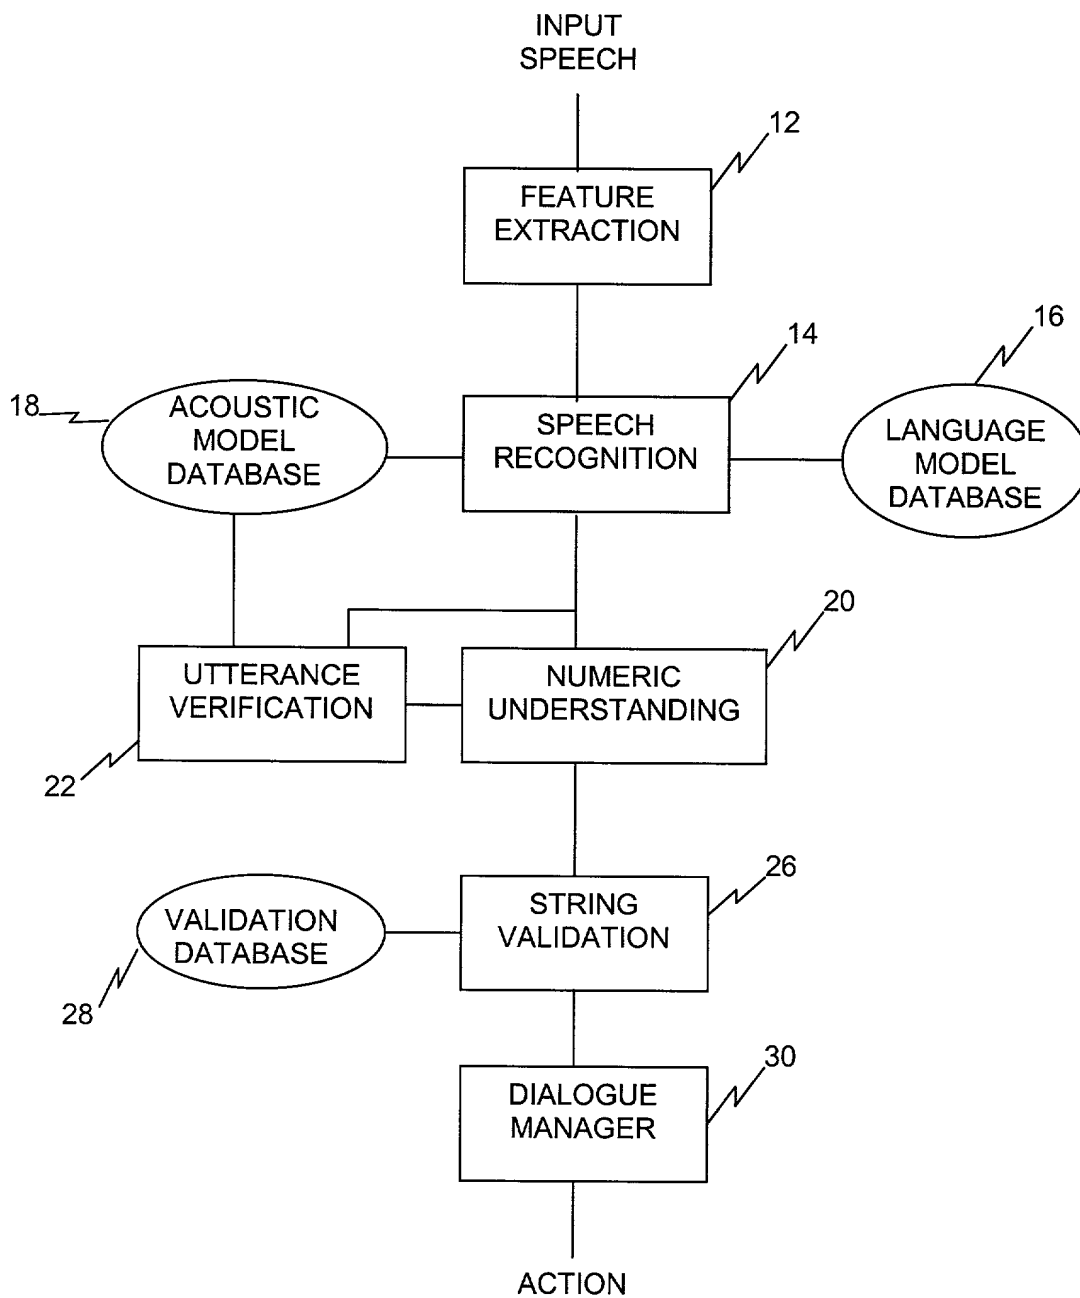 INPUT
SPEECH
12
FEATURE
EXTRACTION
14
16
18
ACOUSTIC
MODEL
DATABASE
SPEECH
RECOGNITION
LANGUAGE
MODEL
DATABASE
20
UTTERANCE
VERIFICATION
NUMERIC
UNDERSTANDING
22
26
VALIDATION
DATABASE
STRING
VALIDATION
28
30
DIALOGUE
MANAGER
ACTION